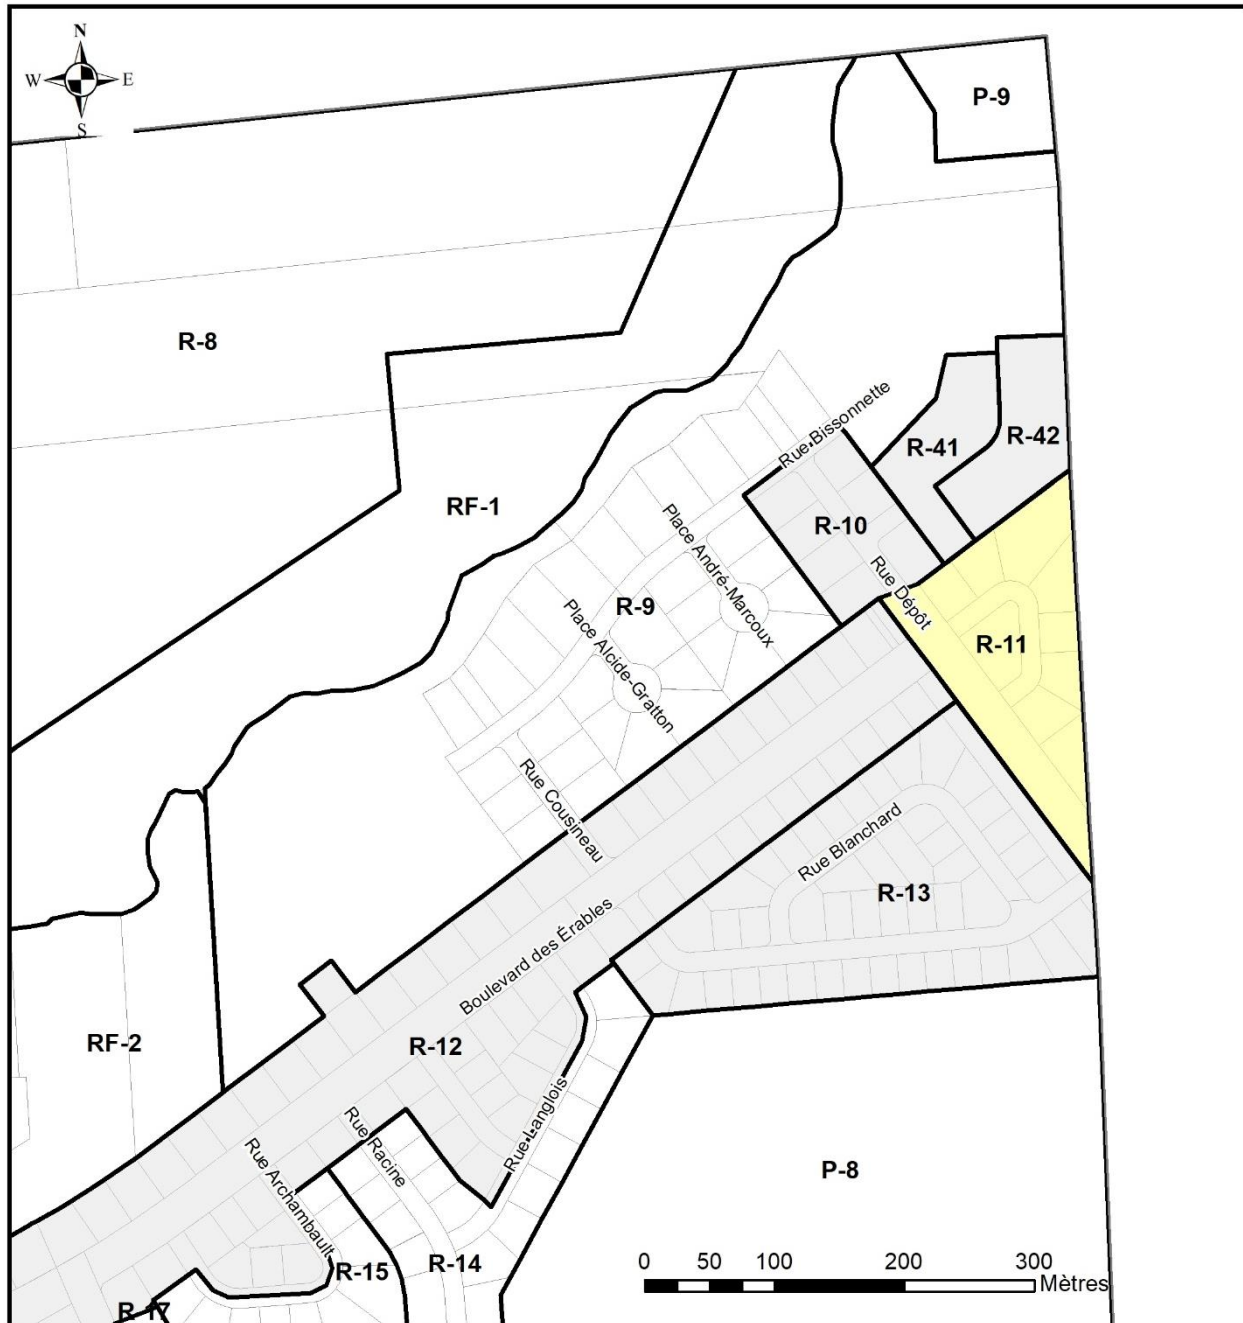 N
W E
S
P-9
R-8
Rue Bissonnette
R-41
R-42
RF-1
R-10
Place André-Marcoux
Rue Dépôt
R-9
R-11
Place Alcide-Gratton
Rue Cousineau
Rue Blanchard
R-13
Boulevard des Érables
RF-2
R-12
Rue Langlois
Rue Racine
Rue Archambault
P-8
R-15
R-14
R-17
0 50 100 200 300
Mètres